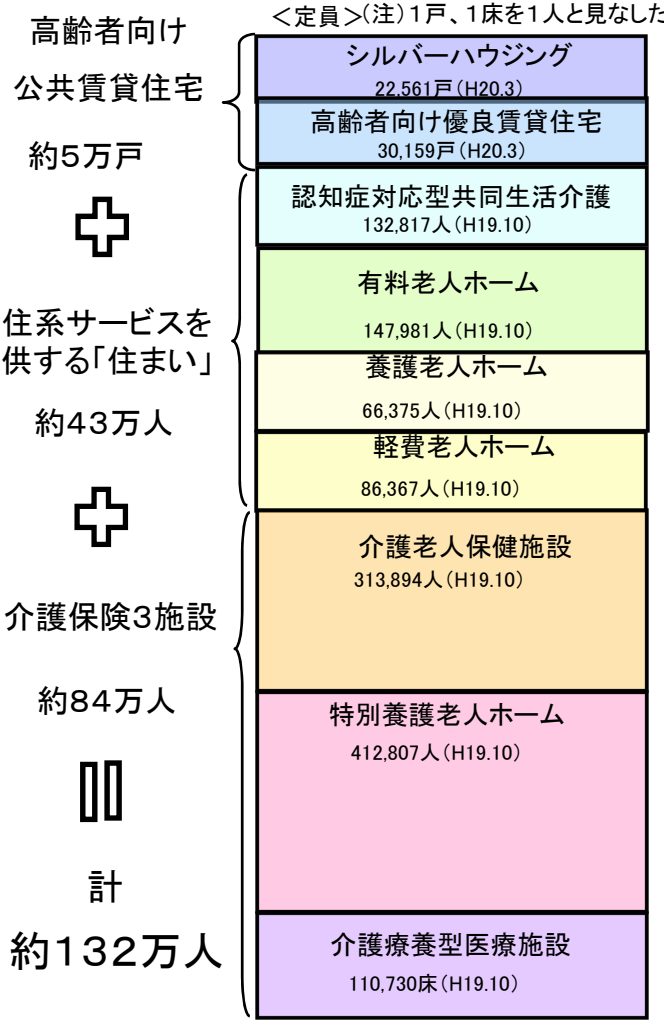 ＜定員＞(注)１戸、１床を１人と見なした
高齢者向け
公共賃貸住宅
約５万戸
シルバーハウジング
22,561戸(H20.3)
高齢者向け優良賃貸住宅
30,159戸(H20.3)
住系サービスを
供する「住まい」
約４３万人
認知症対応型共同生活介護
132,817人(H19.10)
有料老人ホーム
147,981人(H19.10)
養護老人ホーム
66,375人(H19.10)
軽費老人ホーム
86,367人(H19.10)
介護保険３施設
約８４万人
介護老人保健施設
313,894人(H19.10)
特別養護老人ホーム
412,807人(H19.10)
介護療養型医療施設
110,730床(H19.10)
計
約１３２万人